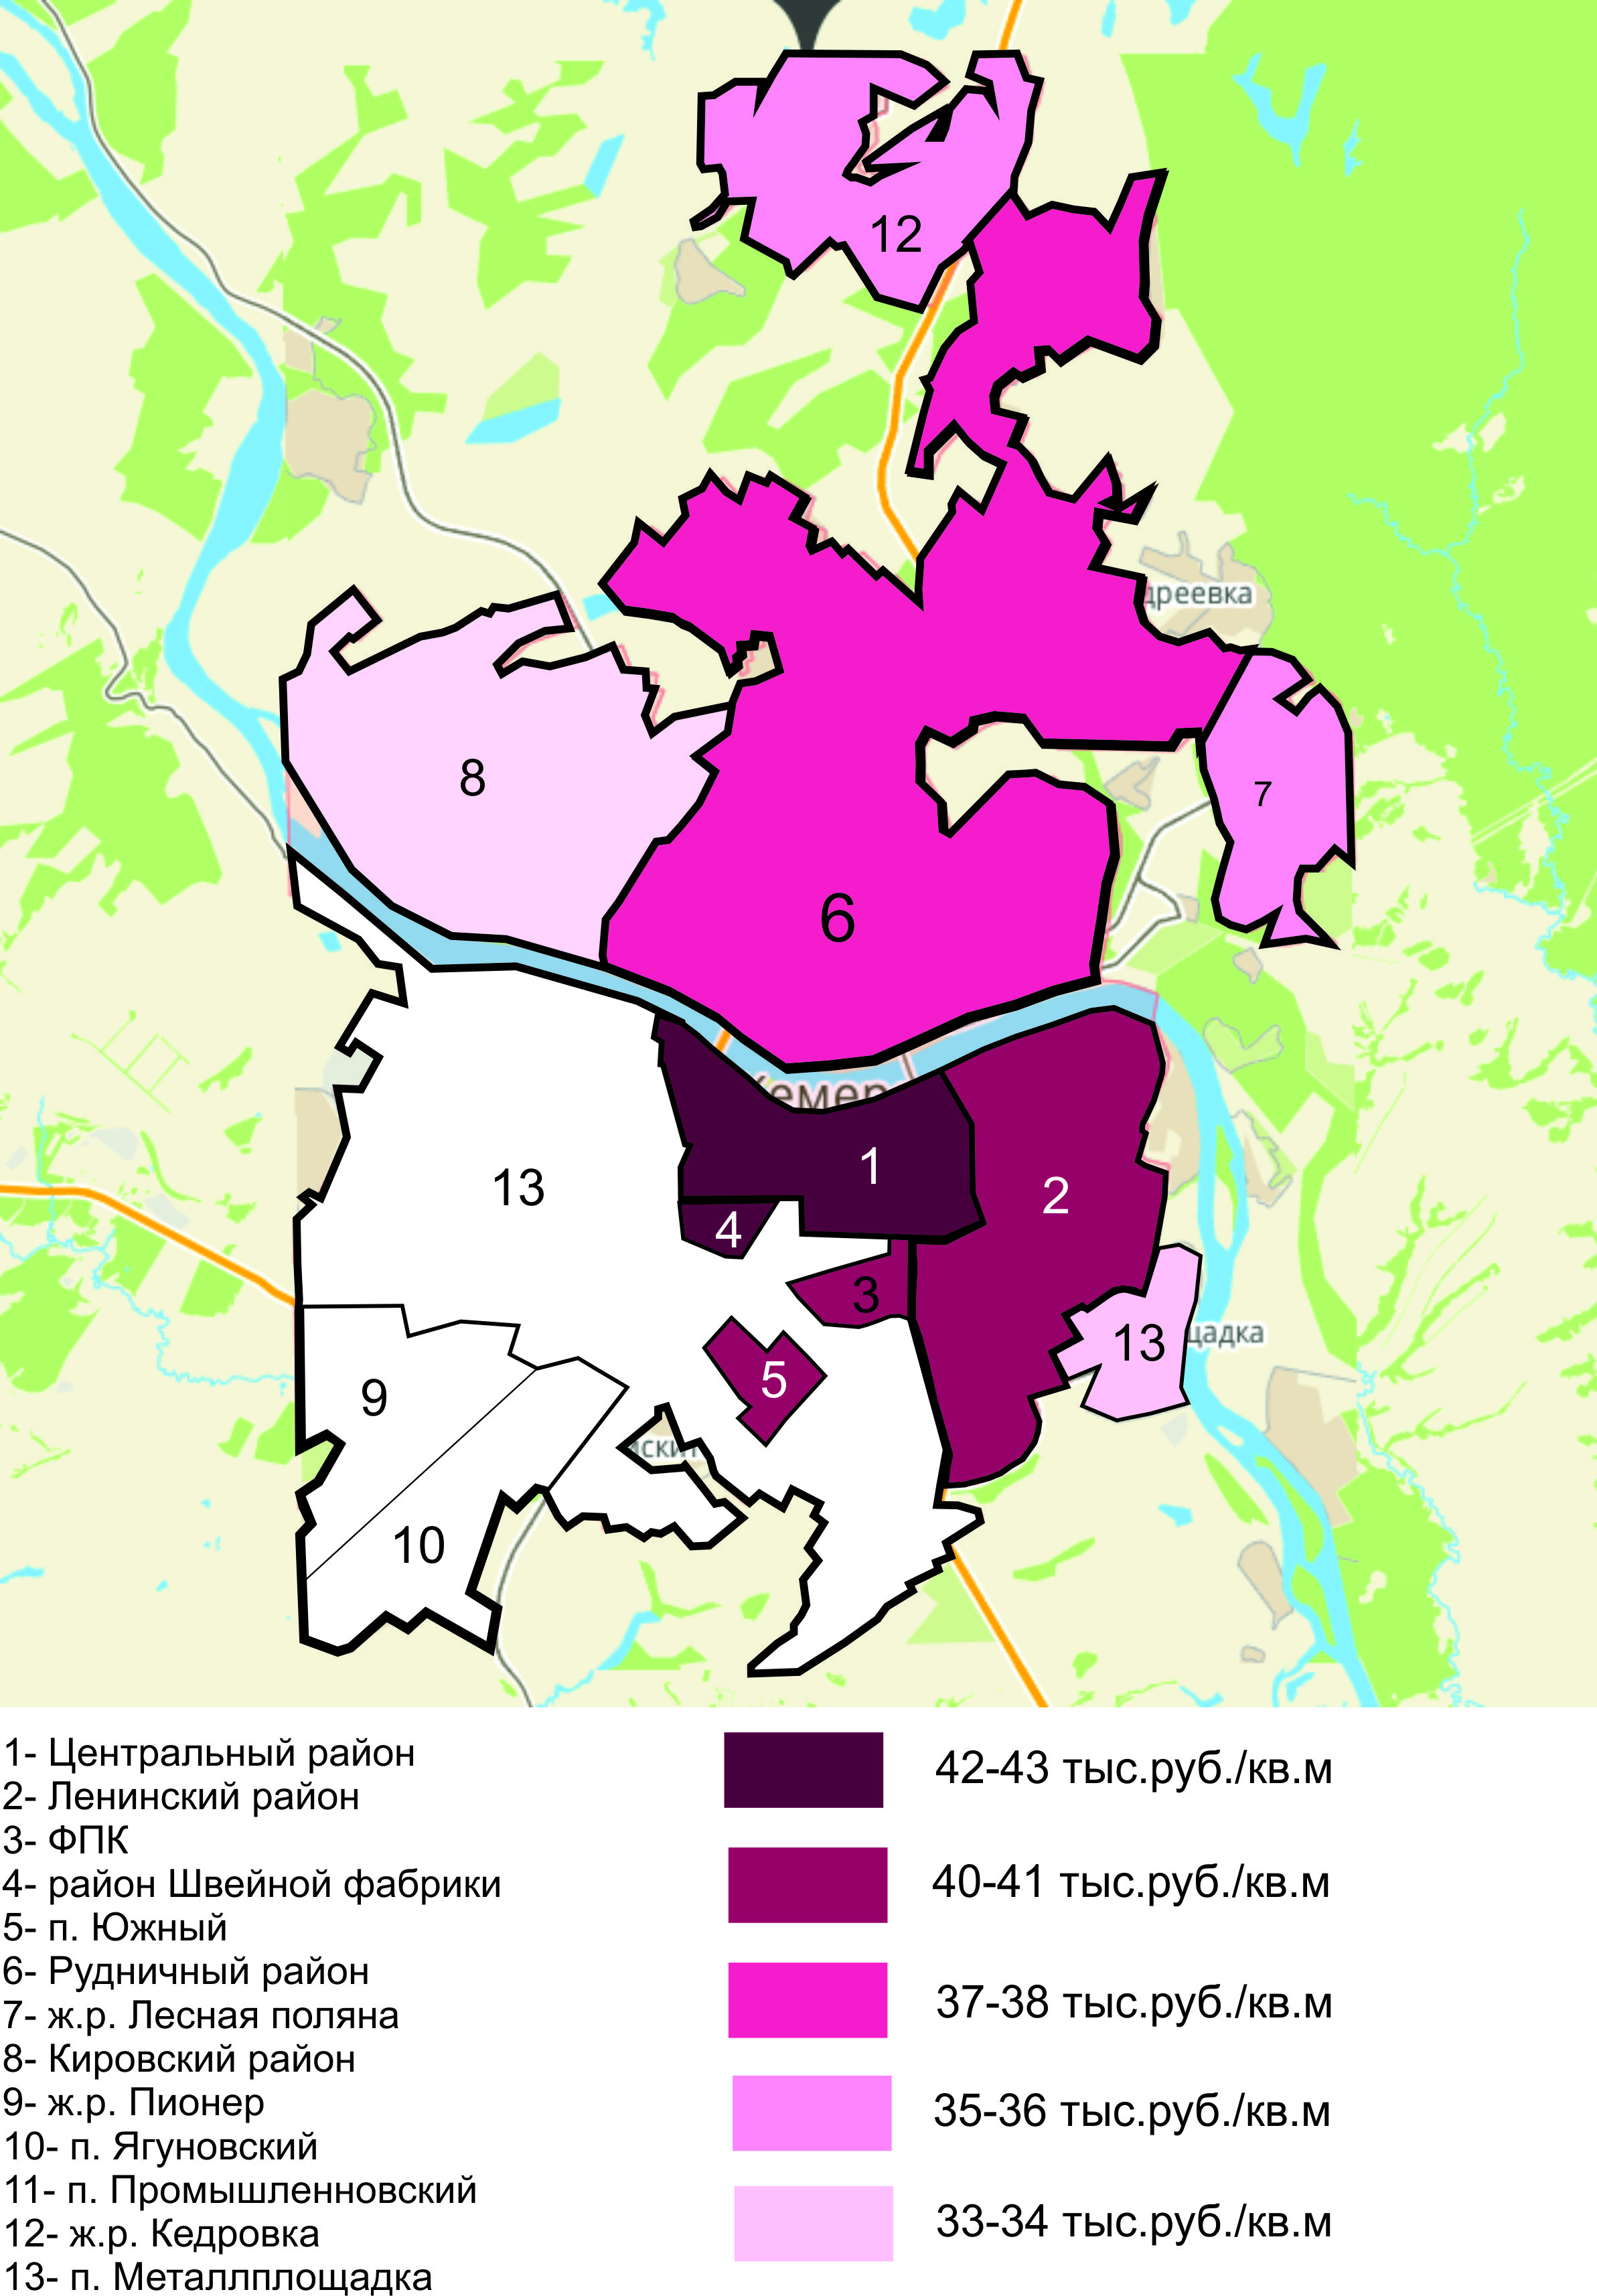 12
дреевка
7
8
6
Кемер
1
13
2
4
3
13
щадка
5
9
10
1- Центральный район
2- Ленинский район
3- ФПК
4- район Швейной фабрики
5- п. Южный
6- Рудничный район
7- ж.р. Лесная поляна
8- Кировский район
9- ж.р. Пионер
10- п. Ягуновский
11- п. Промышленновский
12- ж.р. Кедровка
13- п. Металлплощадка
42-43 тыс.руб./кв.м
40-41 тыс.руб./кв.м
37-38 тыс.руб./кв.м
35-36 тыс.руб./кв.м
33-34 тыс.руб./кв.м